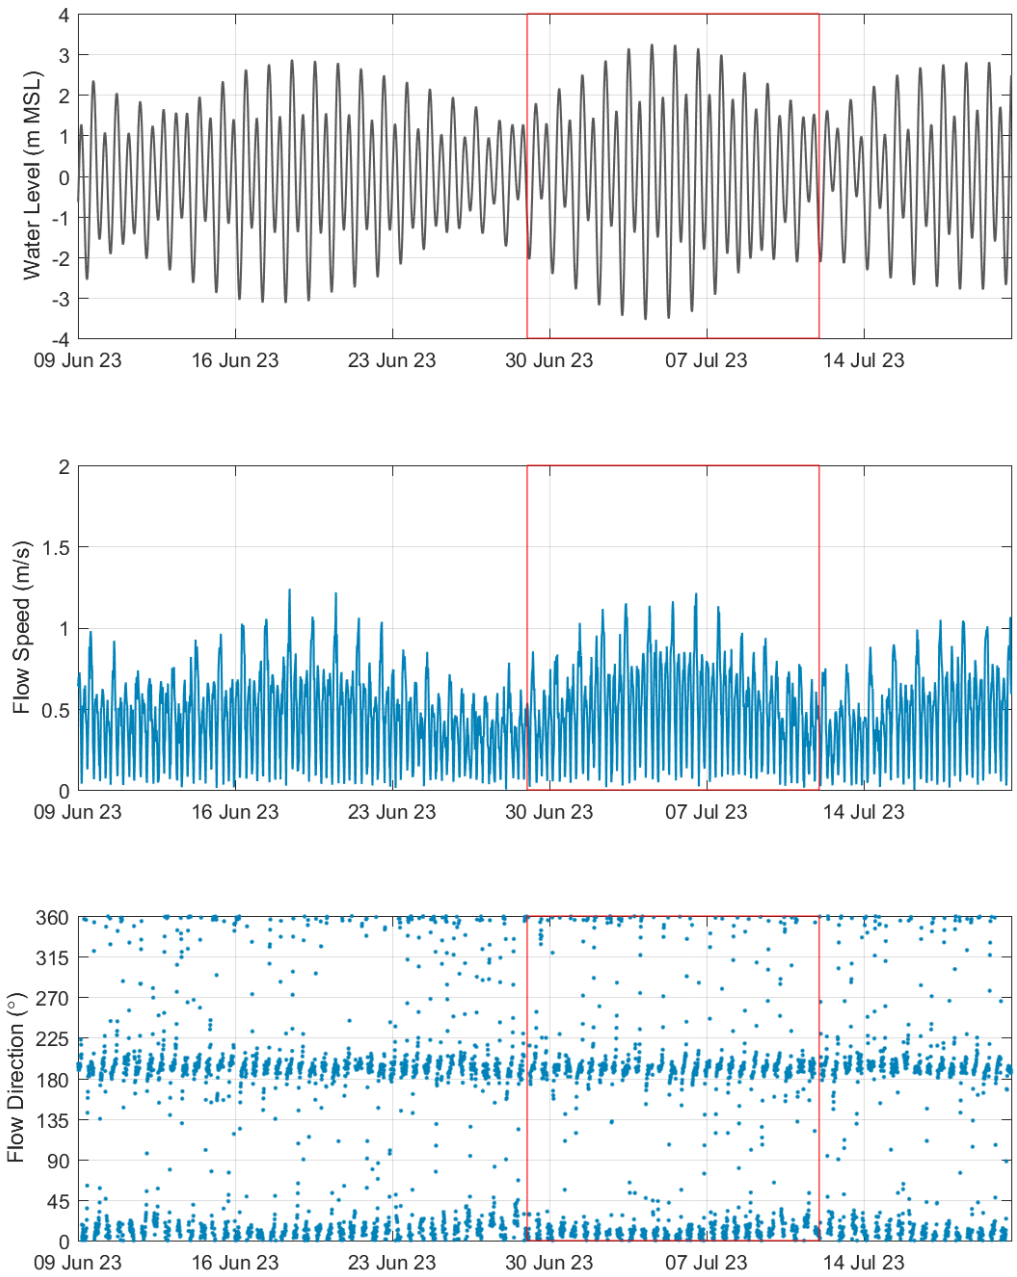 Water Level (m MSL)
4
3
2
1
0
-1
-2
-3
-4
09 Jun 23
16 Jun 23
23 Jun 23
30 Jun 23
07 Jul 23
14 Jul 23
Flow Speed (m/s)
2
1.5
1
0.5
0
09 Jun 23
16 Jun 23
23 Jun 23
30 Jun 23
07 Jul 23
14 Jul 23
Flow Direction (°)
360
315
270
225
180
135
90
45
0
09 Jun 23
16 Jun 23
23 Jun 23
30 Jun 23
07 Jul 23
14 Jul 23